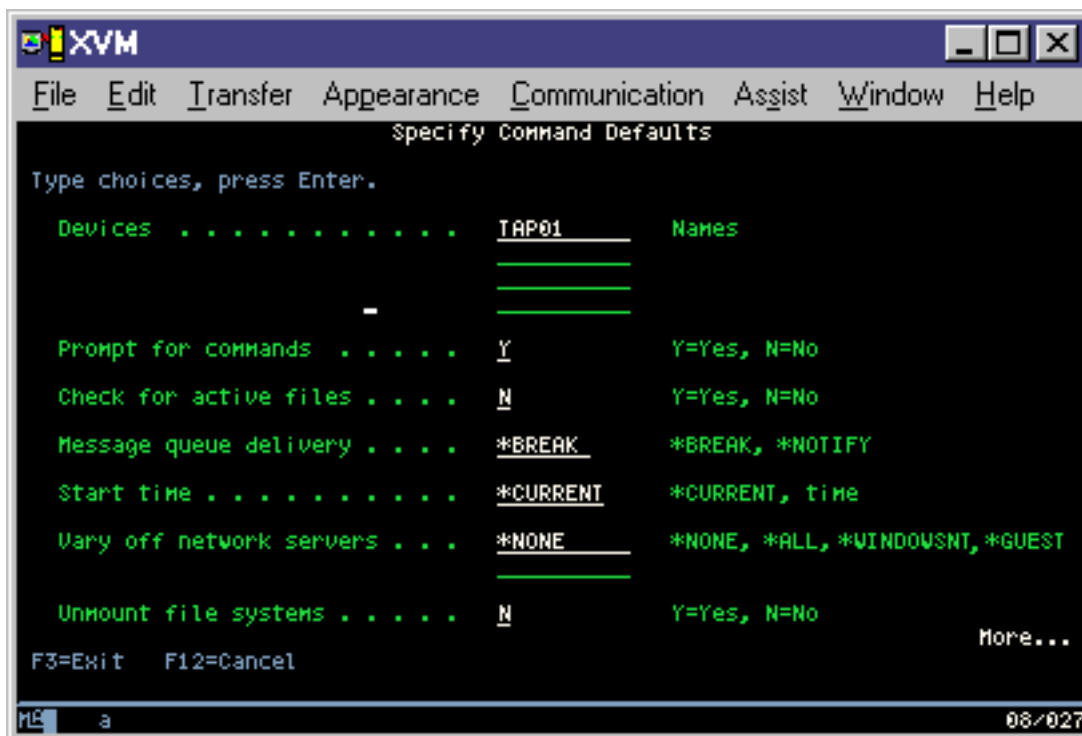 XVM
File Edit Transfer Appearance Communication Assist Window Help
Specify Command Defaults
Type choices, press Enter.
Devices . . . . . . . . . . . TAP01 Names
Prompt for commands . . . . . Y Y=Yes, N=No
Check for active files . . . . N Y=Yes, N=No
Message queue delivery . . . . *BREAK *BREAK, *NOTIFY
Start time . . . . . . . . . . *CURRENT *CURRENT, time
Vary off network servers . . . *NONE *NONE, *ALL, *WINDOWSNT, *GUEST
Unmount file systems . . . . . N Y=Yes, N=No
More...
F3=Exit F12=Cancel
MA a 08/027